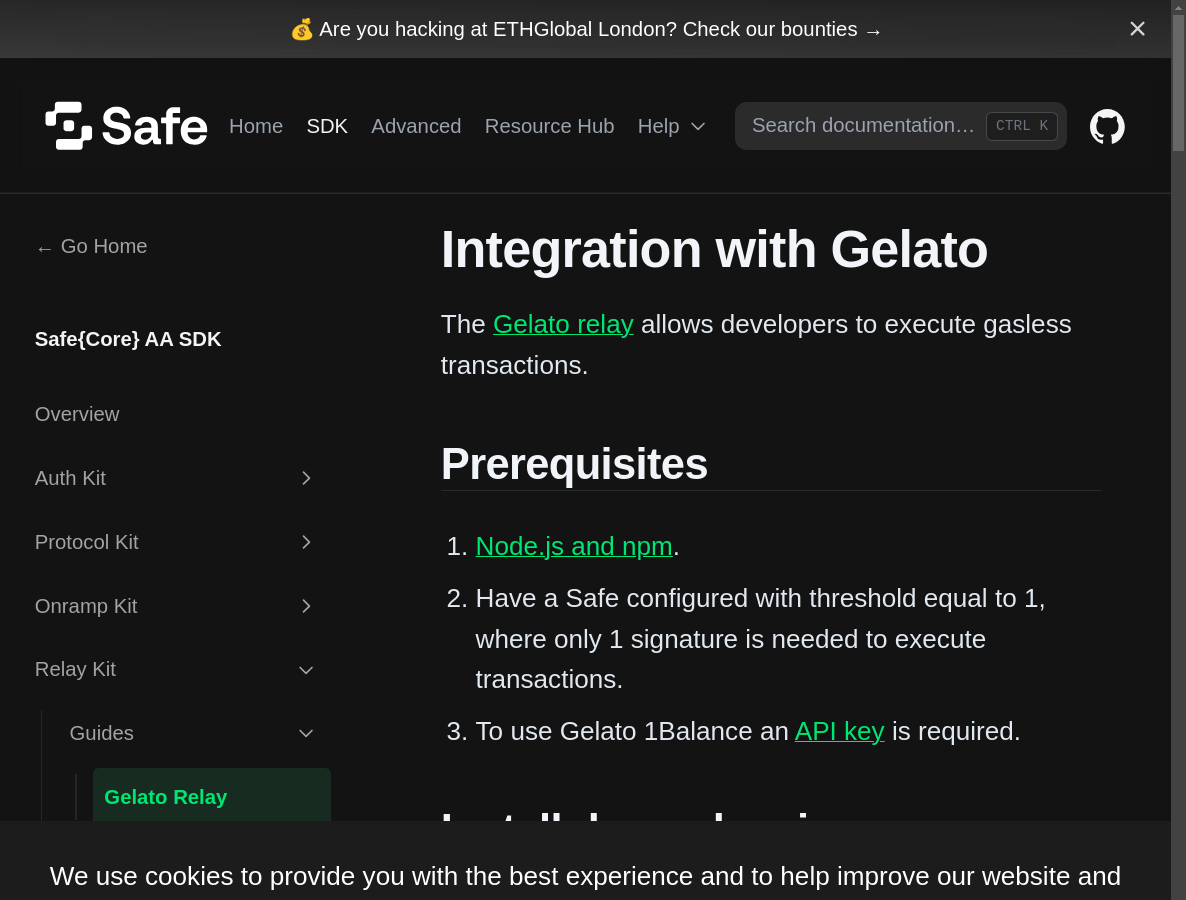 💰 Are you hacking at ETHGlobal London? Check our bounties →
Safe
Home SDK Advanced Resource Hub Help
Search documentation… CTRL K
← Go Home
Safe{Core} AA SDK
Overview
Auth Kit
Protocol Kit
Onramp Kit
Relay Kit
Guides
Gelato Relay
Integration with Gelato
The Gelato relay allows developers to execute gasless
transactions.
Prerequisites
1. Node.js and npm.
2. Have a Safe configured with threshold equal to 1,
where only 1 signature is needed to execute
transactions.
3. To use Gelato 1Balance an API key is required.
We use cookies to provide you with the best experience and to help improve our website and